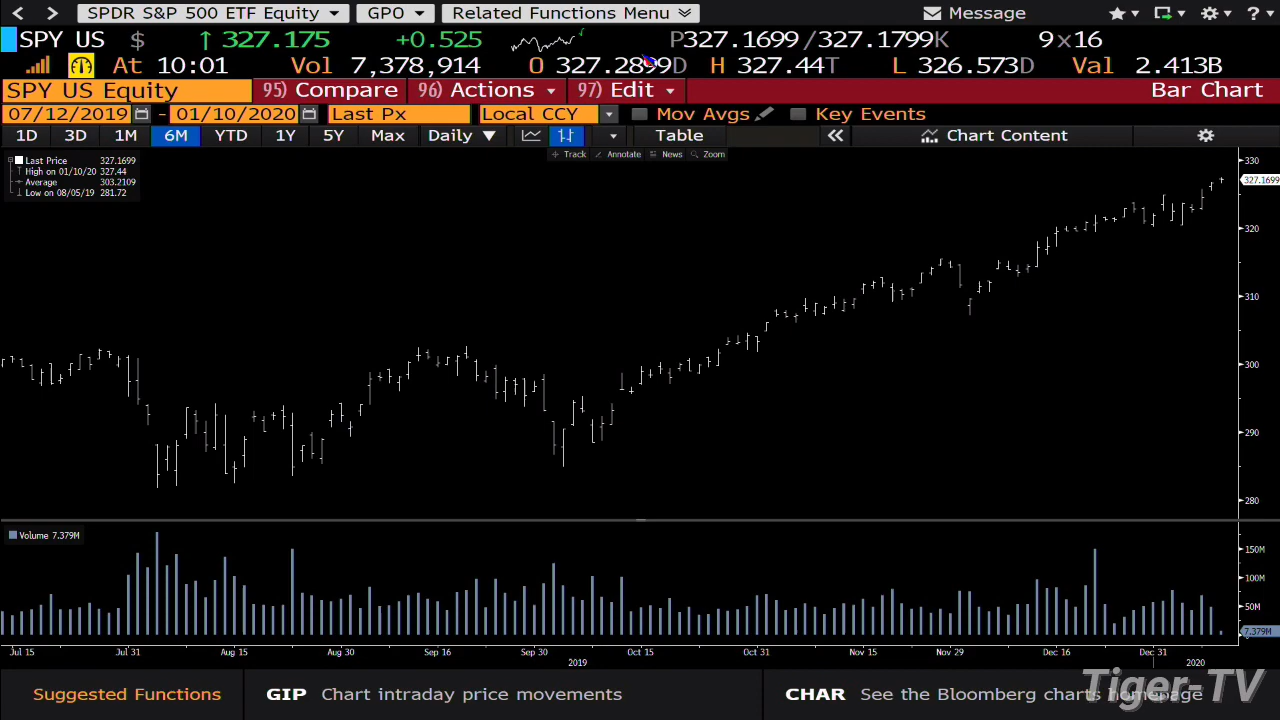 SPDR S&P 500 ETF Equity GPO Related Functions Menu Message ?
SPY US $ ↑ 327.175 +0.525 P327.1699/327.1799K 9x16
At 10:01 Vol 7,378,914 O 327.2899D H 327.44T L 326.573D Val 2.413B
SPY US Equity 95) Compare 96) Actions 97) Edit Bar Chart
07/12/2019 - 01/10/2020 Last Px Local CCY Mov Avgs Key Events
1D 3D 1M 6M YTD 1Y 5Y Max Daily ▼ Table « Chart Content
+ Track Annotate News Zoom
Last Price 327.1699
High on 01/10/20 327.44
Average 303.2109
Low on 08/05/19 281.72
330
327.1699
320
310
300
290
280
Volume 7.379M
150M
100M
50M
7.379M
Jul 15 Jul 31 Aug 15 Aug 30 Sep 16 Sep 30 Oct 15 Oct 31 Nov 15 Nov 29 Dec 16 Dec 31
2019 2020
Suggested Functions GIP Chart intraday price movements CHAR See the Bloomberg charts homepage
Tiger-TV